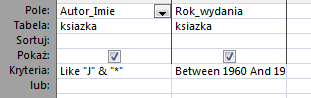 Pole: Autor_Imie Rok_wydania
Tabela: ksiazka ksiazka
Sortuj:
Pokaż:
Kryteria: Like "J" & "*" Between 1960 And 19
lub: